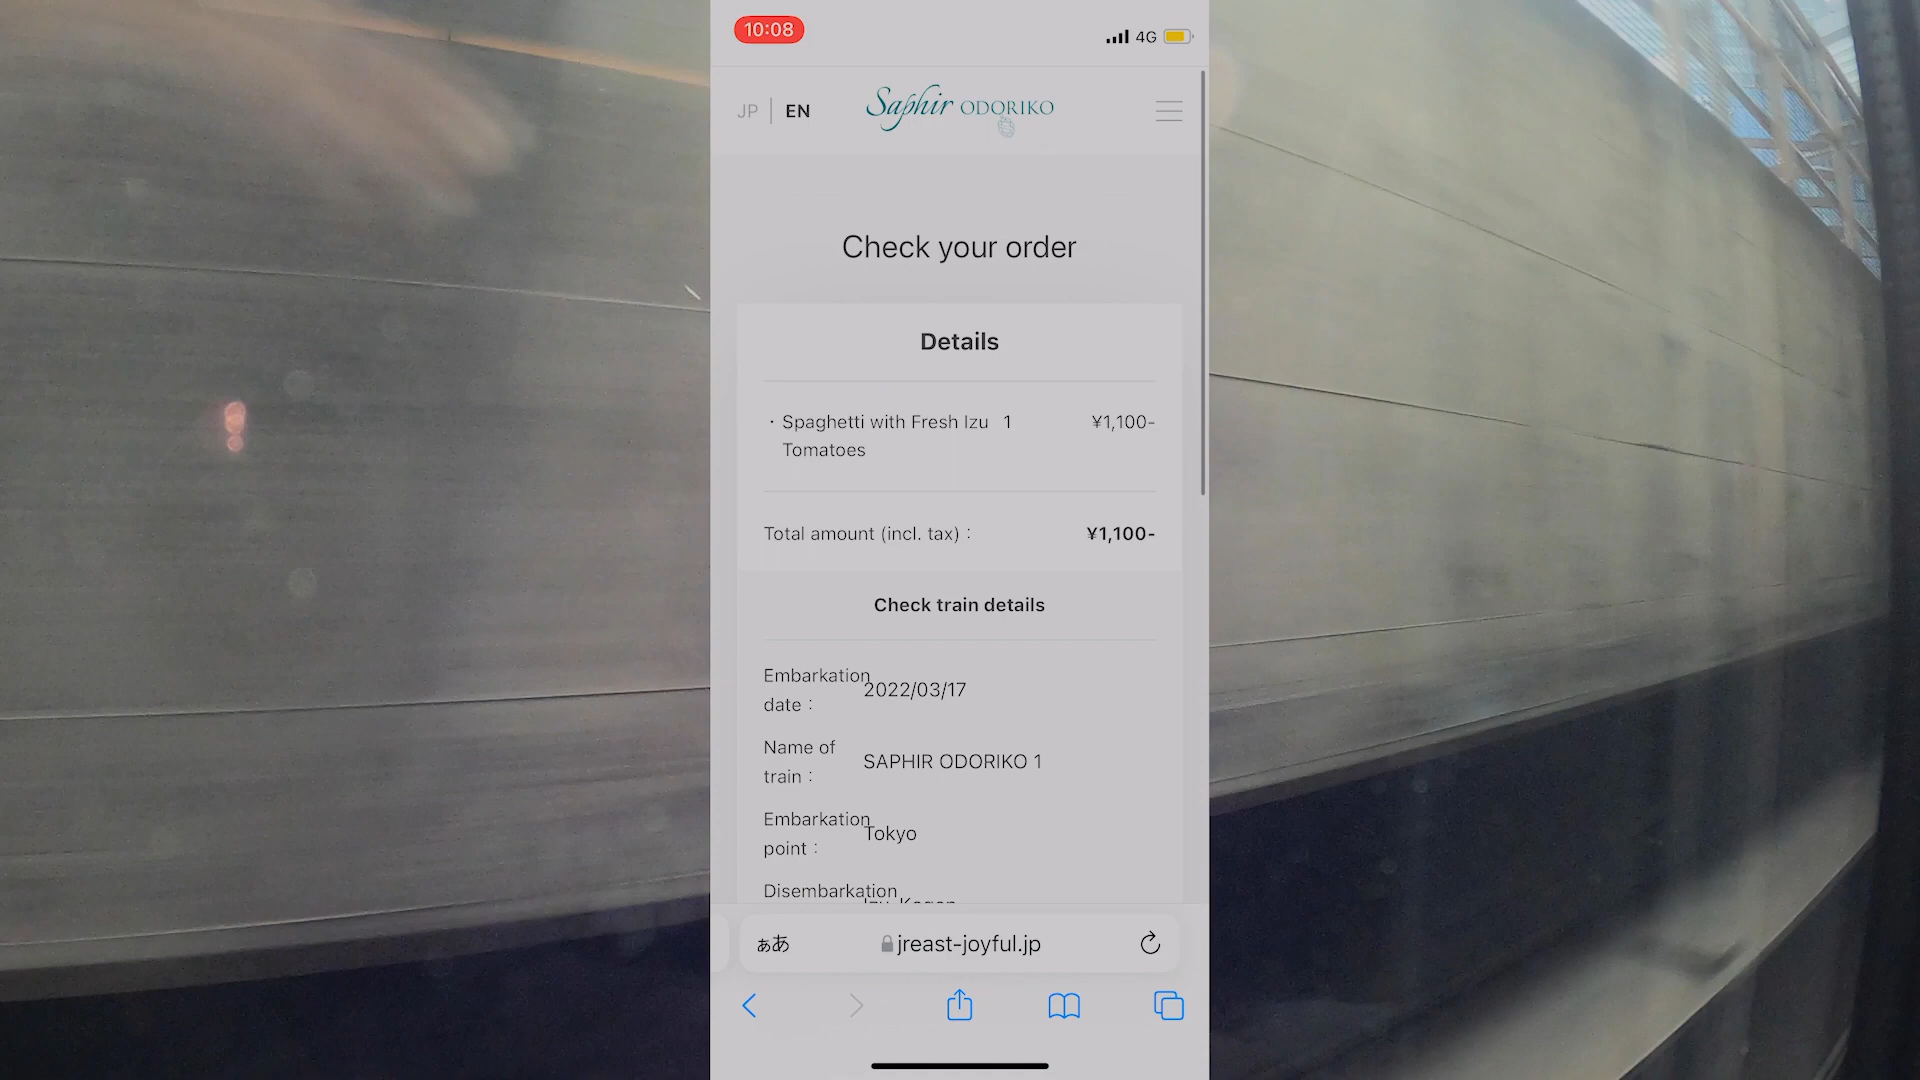 10:08
4G
JP | EN
Saphir ODORIKO
Check your order
Details
・Spaghetti with Fresh Izu 1 ¥1,100-
Tomatoes
Total amount (incl. tax) : ¥1,100-
Check train details
Embarkation
date : 2022/03/17
Name of
train : SAPHIR ODORIKO 1
Embarkation
point : Tokyo
Disembarkation
Izu-Kogen
ぁあ jreast-joyful.jp